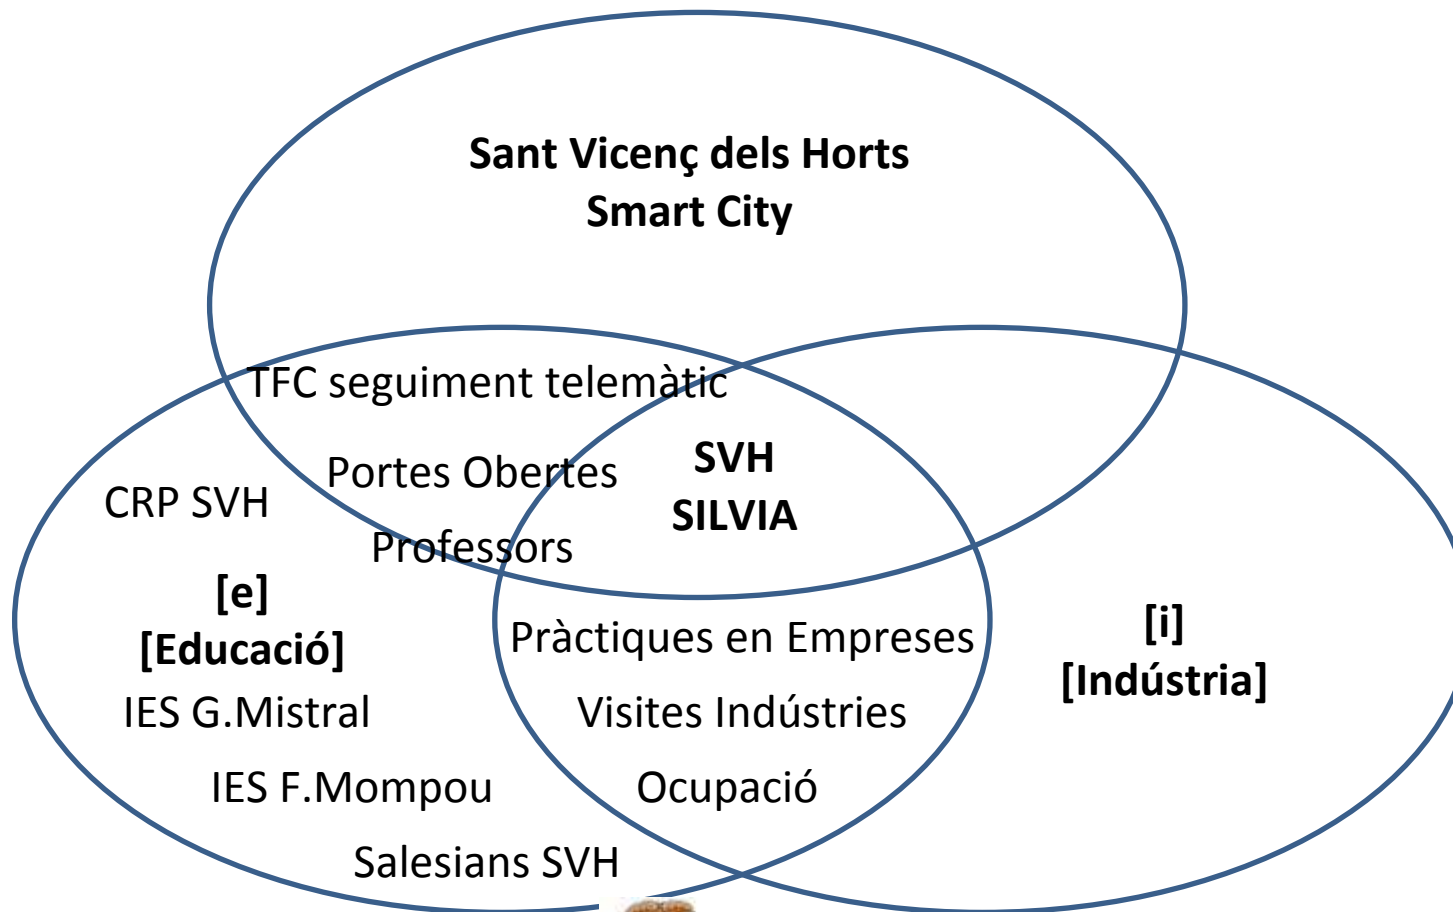 Sant Vicenç dels Horts
Smart City
TFC seguiment telemàtic
Portes Obertes
Professors
SVH
SILVIA
CRP SVH
[e]
[Educació]
IES G.Mistral
IES F.Mompou
Salesians SVH
Pràctiques en Empreses
Visites Indústries
Ocupació
[i]
[Indústria]